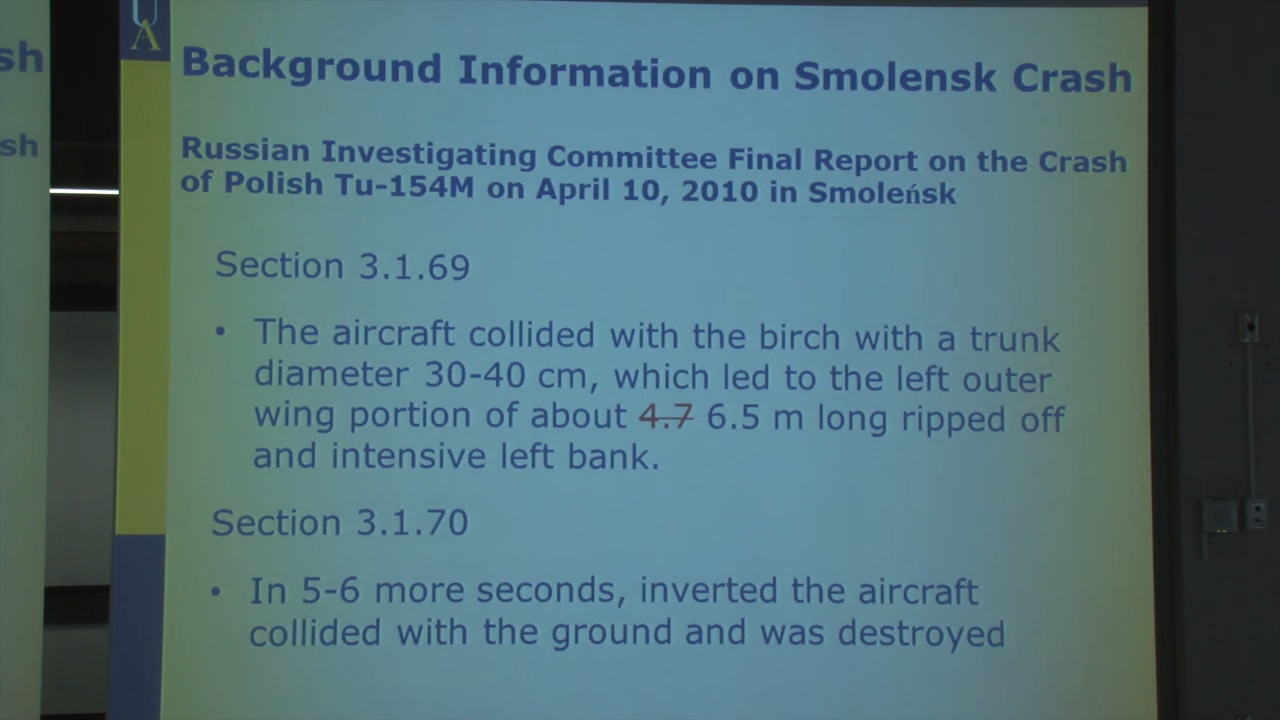 UA
sh
Background Information on Smolensk Crash
sh
Russian Investigating Committee Final Report on the Crash
of Polish Tu-154M on April 10, 2010 in Smoleńsk
Section 3.1.69
• The aircraft collided with the birch with a trunk
diameter 30-40 cm, which led to the left outer
wing portion of about 4.7 6.5 m long ripped off
and intensive left bank.
Section 3.1.70
• In 5-6 more seconds, inverted the aircraft
collided with the ground and was destroyed